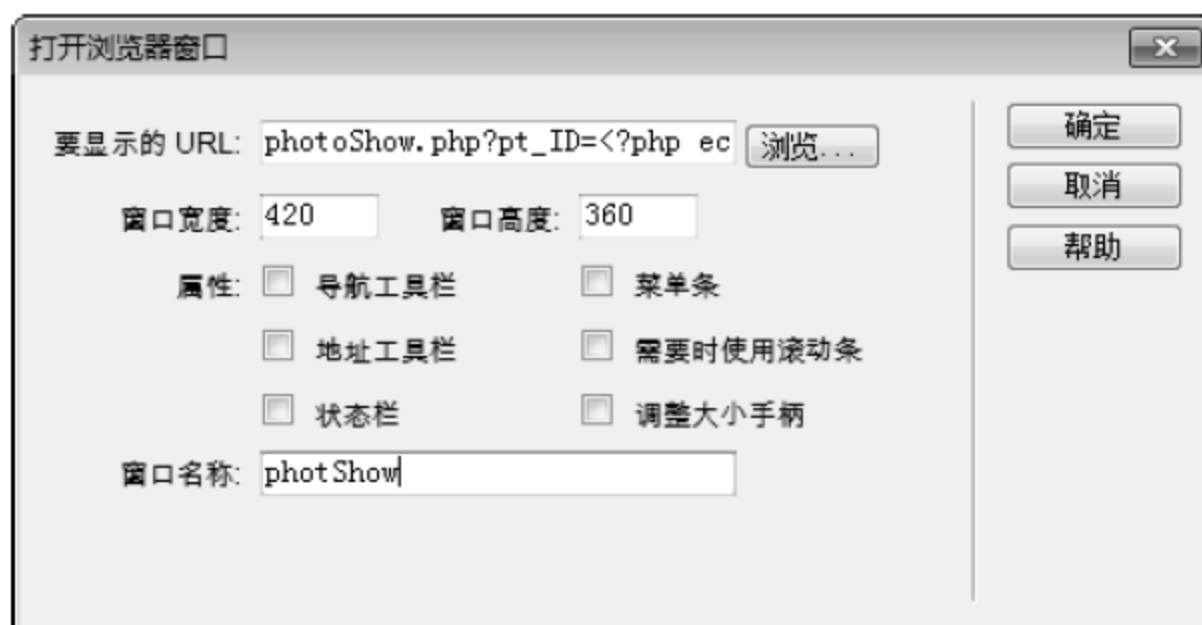 打开浏览器窗口
要显示的 URL: photoShow.php?pt_ID=<?php ec 浏览... 确定
取消
窗口宽度: 420 窗口高度: 360 帮助
属性: 导航工具栏 菜单条
地址工具栏 需要时使用滚动条
状态栏 调整大小手柄
窗口名称: photShow